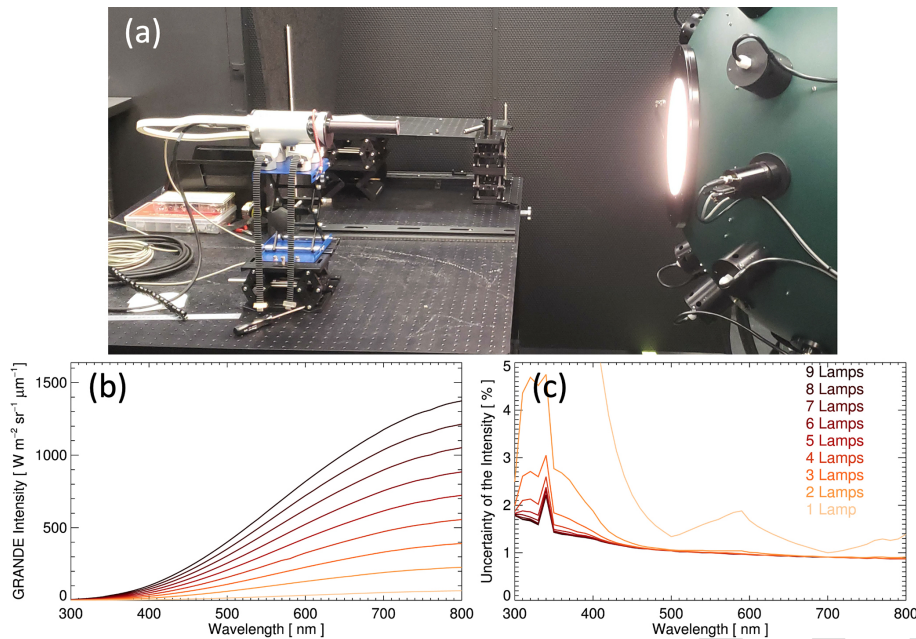 (a)
(b)
GRANDE Intensity [ W m⁻² sr⁻¹ μm⁻¹ ]
1500
1000
500
0
300 400 500 600 700 800
Wavelength [ nm ]
(c)
Uncertainty of the Intensity [ % ]
5
4
3
2
1
0
300 400 500 600 700 800
Wavelength [ nm ]
9 Lamps
8 Lamps
7 Lamps
6 Lamps
5 Lamps
4 Lamps
3 Lamps
2 Lamps
1 Lamp